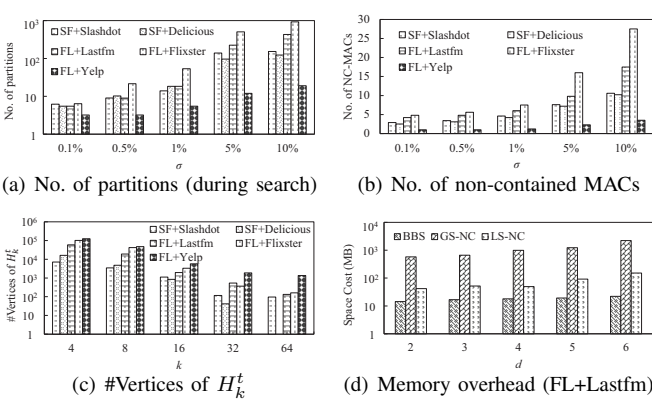 No. of partitions
10²
10
1
SF+Slashdot
SF+Delicious
FL+Lastfm
FL+Flixster
FL+Yelp
0.1%
0.5%
1%
5%
10%
σ
(a) No. of partitions (during search)
No. of NC-MACs
30
25
20
15
10
5
0
SF+Slashdot
SF+Delicious
FL+Lastfm
FL+Flixster
FL+Yelp
0.1%
0.5%
1%
5%
10%
σ
(b) No. of non-contained MACs
#Vertices of H_k^t
10⁶
10⁵
10⁴
10³
10²
10
1
SF+Slashdot
SF+Delicious
FL+Lastfm
FL+Flixster
FL+Yelp
4
8
16
32
64
k
(c) #Vertices of H_k^t
Space Cost (MB)
10⁴
10³
10²
10
1
BBS
GS-NC
LS-NC
2
3
4
5
6
d
(d) Memory overhead (FL+Lastfm)